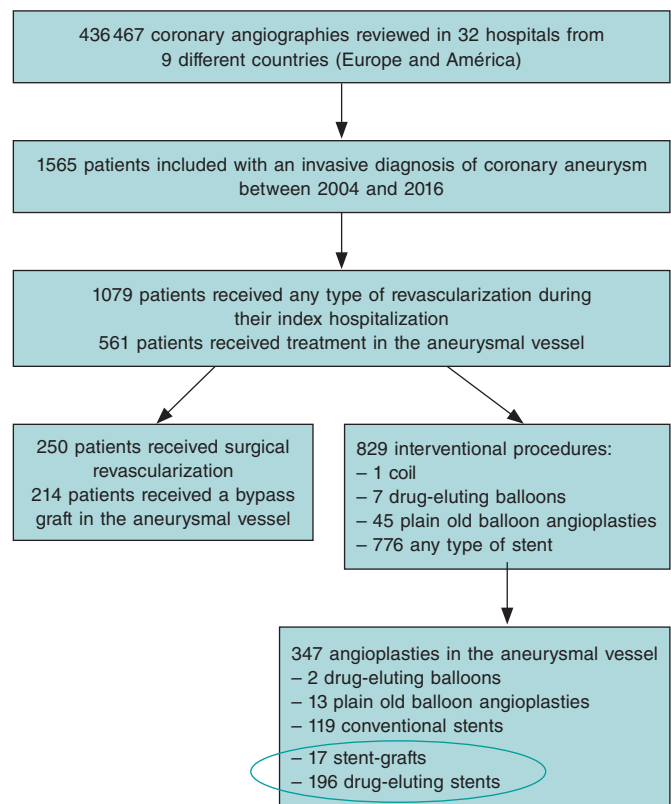 436 467 coronary angiographies reviewed in 32 hospitals from
9 different countries (Europe and América)
1565 patients included with an invasive diagnosis of coronary aneurysm
between 2004 and 2016
1079 patients received any type of revascularization during
their index hospitalization
561 patients received treatment in the aneurysmal vessel
250 patients received surgical
revascularization
214 patients received a bypass
graft in the aneurysmal vessel
829 interventional procedures:
– 1 coil
– 7 drug-eluting balloons
– 45 plain old balloon angioplasties
– 776 any type of stent
347 angioplasties in the aneurysmal vessel
– 2 drug-eluting balloons
– 13 plain old balloon angioplasties
– 119 conventional stents
– 17 stent-grafts
– 196 drug-eluting stents